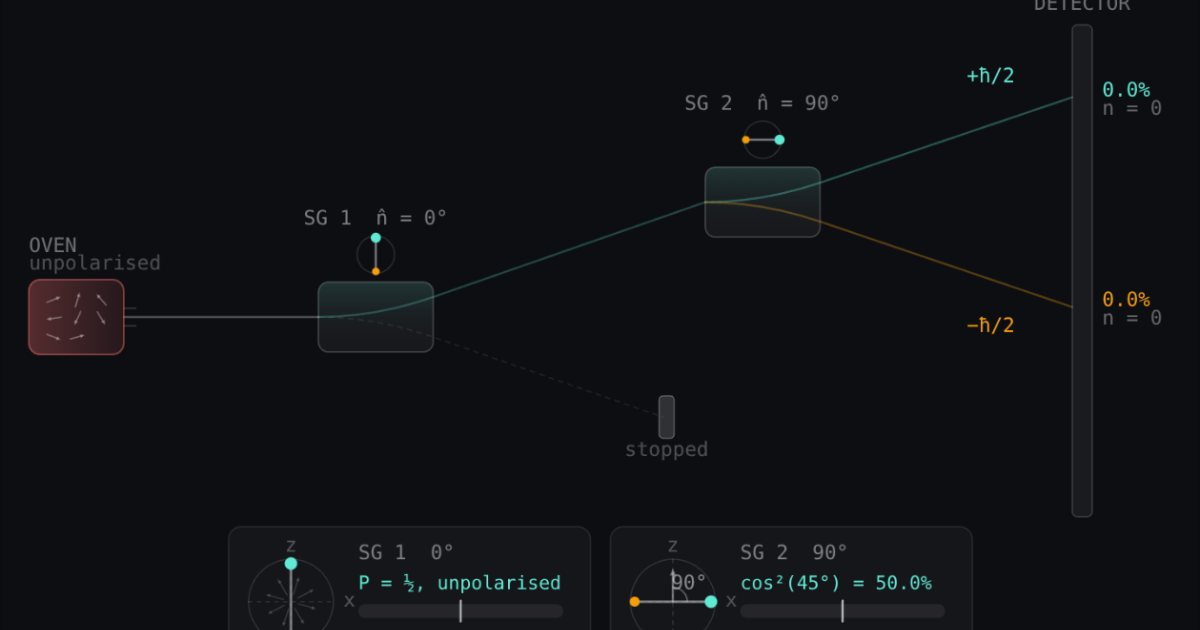 DETECTOR
+ħ/2
0.0%
n = 0
SG 2 n̂ = 90°
SG 1 n̂ = 0°
OVEN
unpolarised
0.0%
n = 0
−ħ/2
stopped
Z
X
SG 1 0°
P = ½, unpolarised
Z
90°
X
SG 2 90°
cos²(45°) = 50.0%